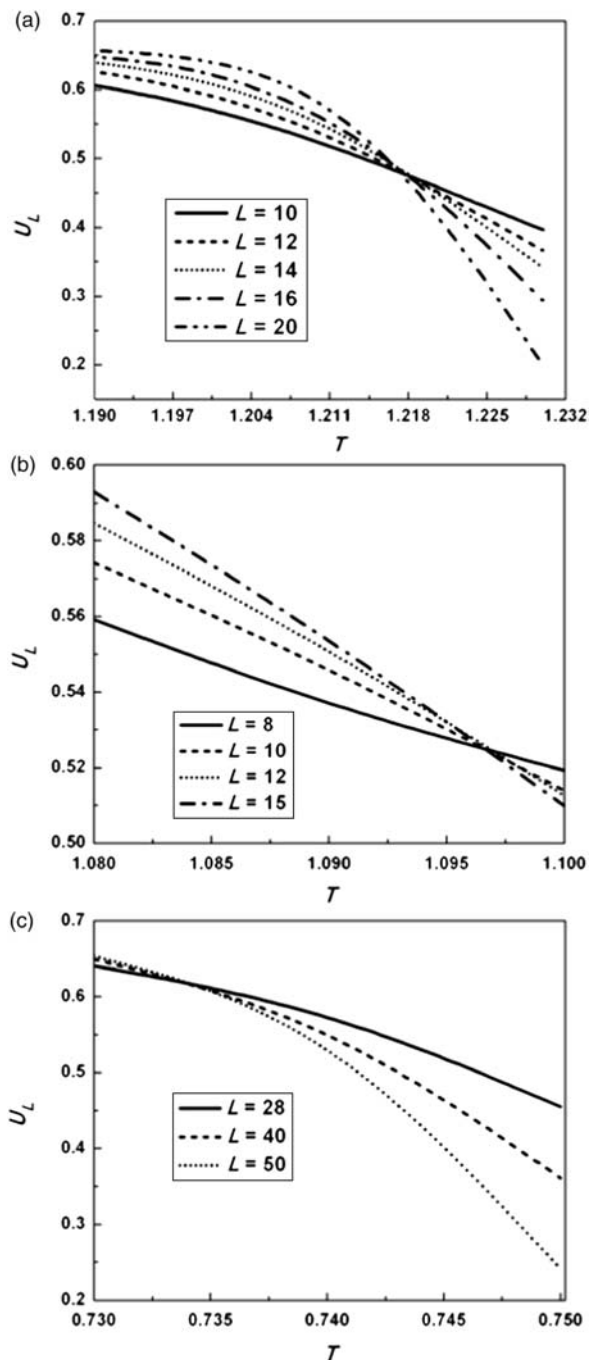 (a)
0.7
0.6
0.5
0.4
0.3
0.2
U_L
L = 10
L = 12
L = 14
L = 16
L = 20
1.190 1.197 1.204 1.211 1.218 1.225 1.232
T
(b)
0.60
0.58
0.56
0.54
0.52
0.50
U_L
L = 8
L = 10
L = 12
L = 15
1.080 1.085 1.090 1.095 1.100
T
(c)
0.7
0.6
0.5
0.4
0.3
0.2
U_L
L = 28
L = 40
L = 50
0.730 0.735 0.740 0.745 0.750
T